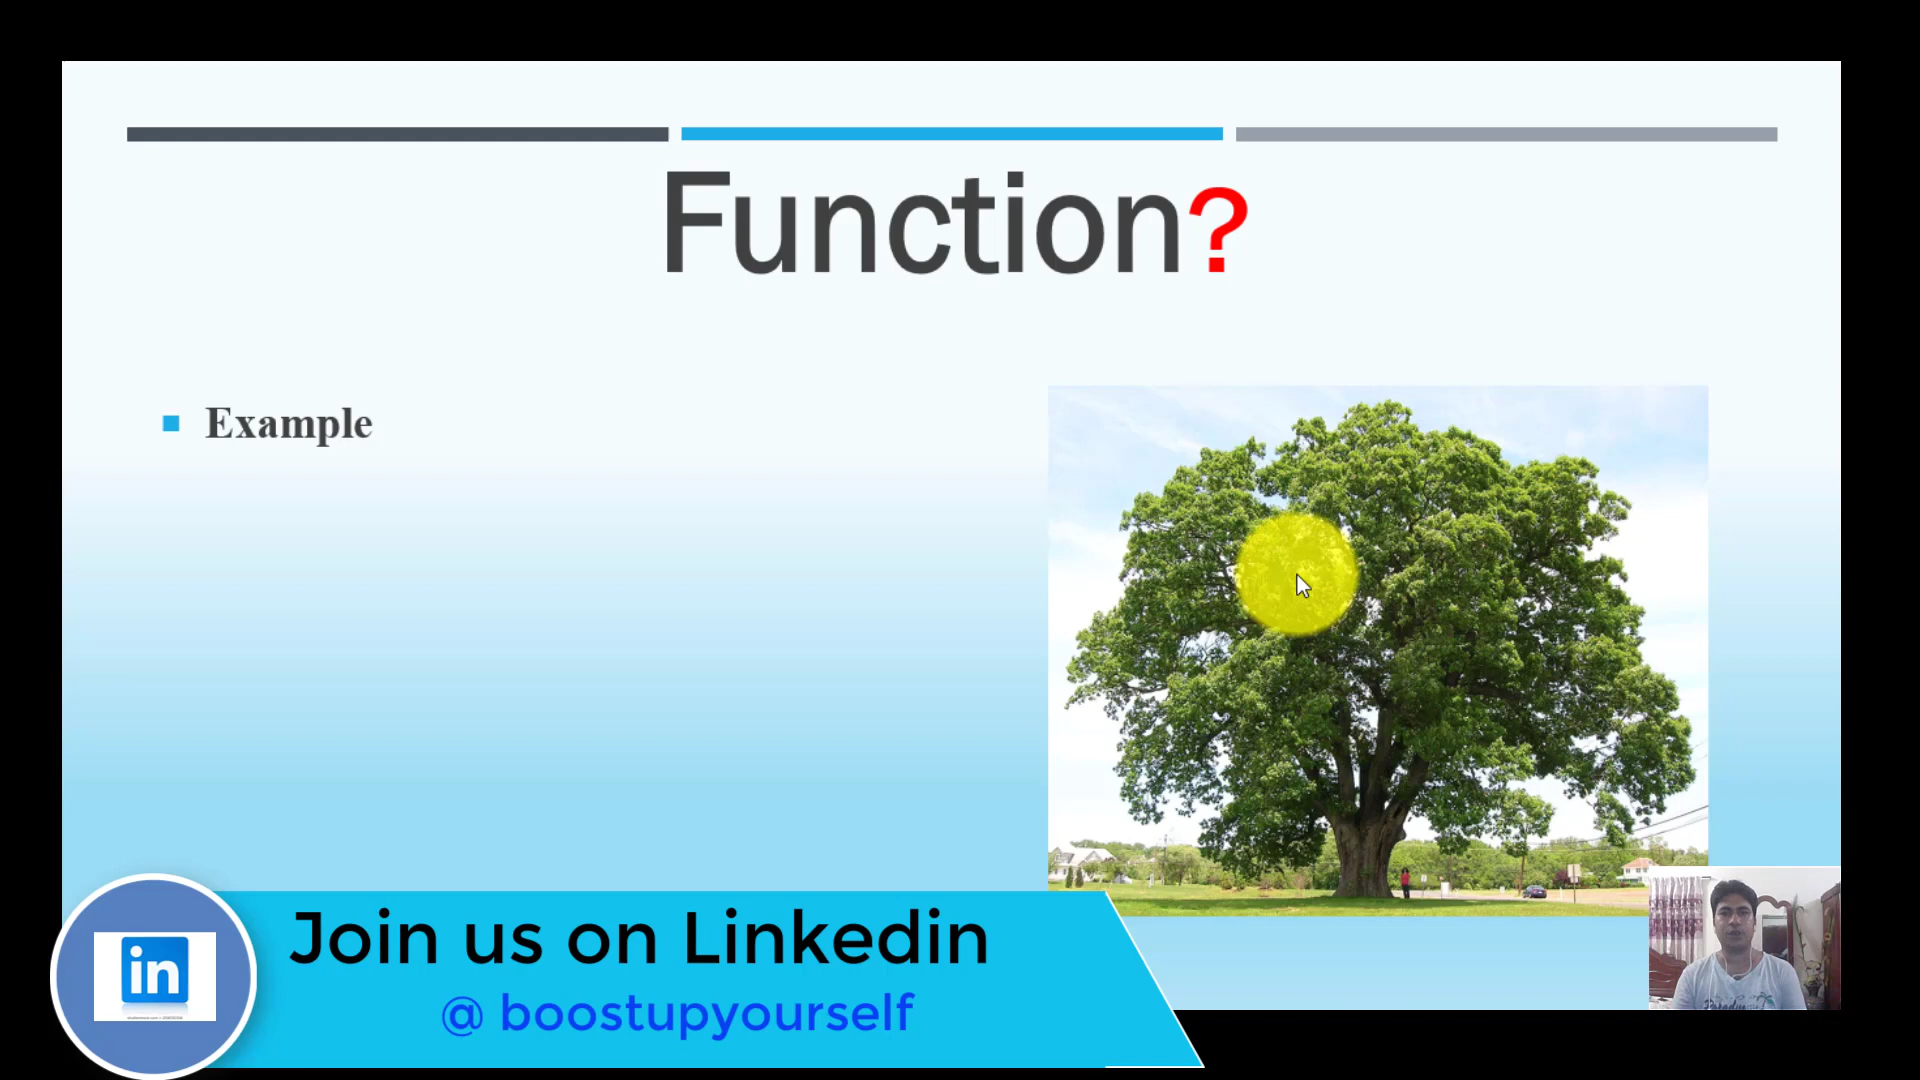 Function?
Example
in
Join us on Linkedin
@ boostupyourself